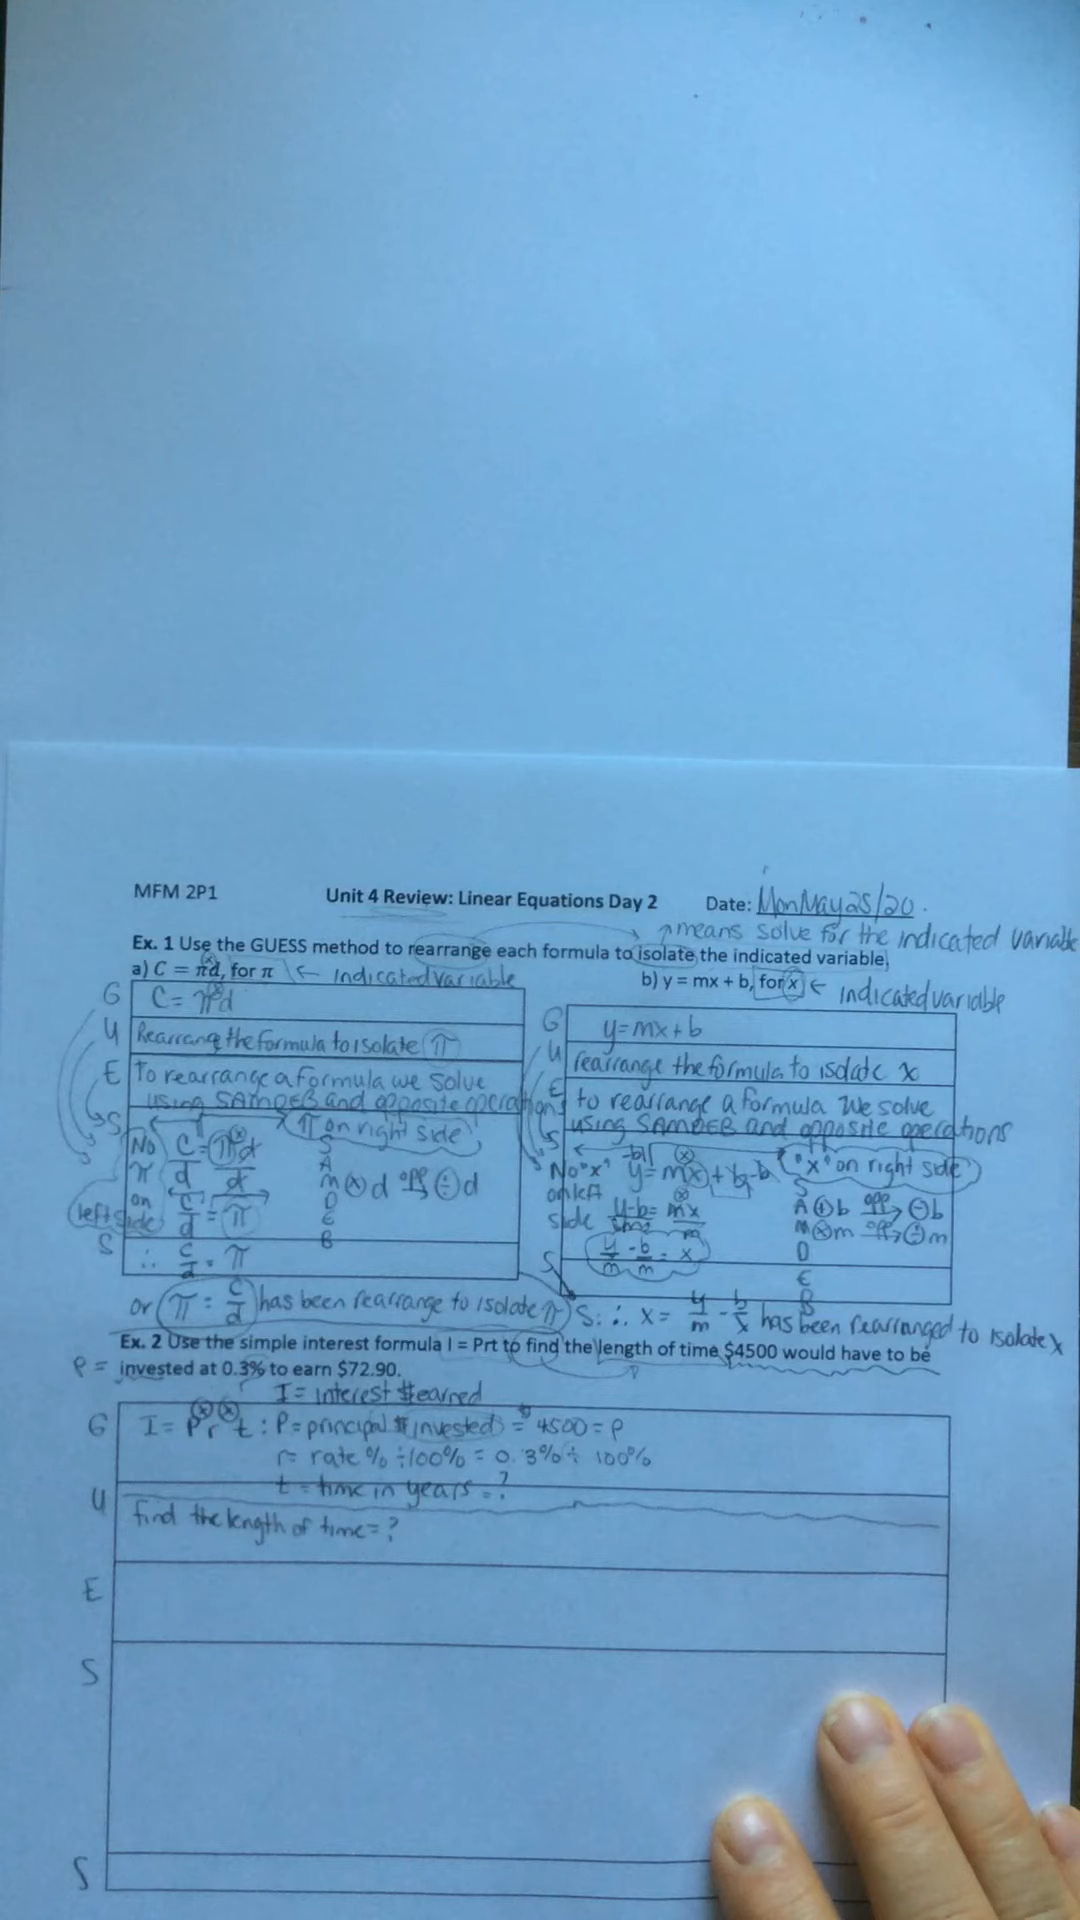 MFM 2P1 Unit 4 Review: Linear Equations Day 2 Date: Mon May 25/20.
↗ means solve for the indicated variable
Ex. 1 Use the GUESS method to rearrange each formula to isolate the indicated variable.
a) C = πd, for π ← Indicated variable
b) y = mx + b, for x ← Indicated variable
G C = π⊗d
U Rearrange the formula to isolate π
E To rearrange a formula we solve
using SAMDEB and opposite operations
S π on right side
No π on left side
C = π⊗d
d d
C/d = π
S
A
M ⊗d opp→ ÷d
D
E
B
S ∴ C/d = π
or π = C/d has been rearrange to isolate π
G y=mx+b
U rearrange the formula to isolate x
E to rearrange a formula we solve
using SAMDEB and opposite operations
S "x" on right side
No "x" on left side
y = mx + b - b
y-b = mx
m
y/m - b/m = x
S
A ⊕b opp→ ⊖b
M ⊗m opp→ ÷m
D
E
B
S
S: ∴ x = y/m - b/x has been rearranged to isolate x
Ex. 2 Use the simple interest formula I = Prt to find the length of time $4500 would have to be
P = invested at 0.3% to earn $72.90.
I = interest $ earned
G I = P⊗r⊗t : P = principal $ (invested) = $4500 = P
r = rate % ÷100% = 0.3% ÷ 100%
t = time in years = ?
U find the length of time = ?
E
S
S